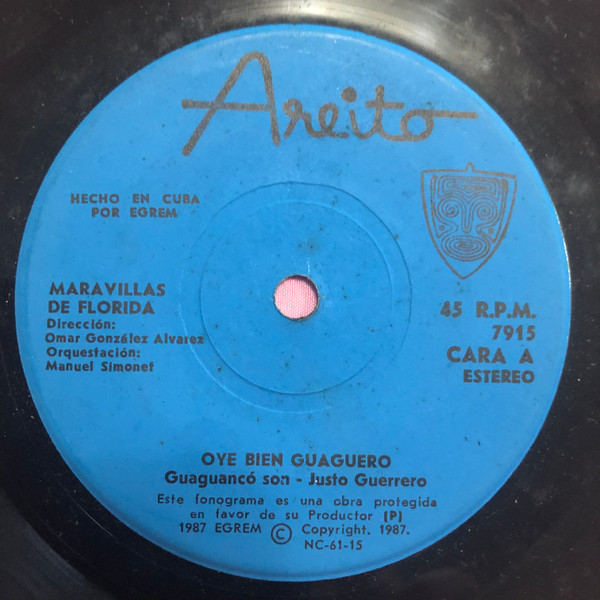 Areito
HECHO EN CUBA
POR EGREM
MARAVILLAS
DE FLORIDA
Dirección:
Omar González Alvarez
Orquestación:
Manuel Simonet
45 R.P.M.
7915
CARA A
ESTEREO
OYE BIEN GUAGUERO
Guaguancó son - Justo Guerrero
Este fonograma es una obra protegida
en favor de su Productor (P)
1987 EGREM © Copyright. 1987.
NC-61-15